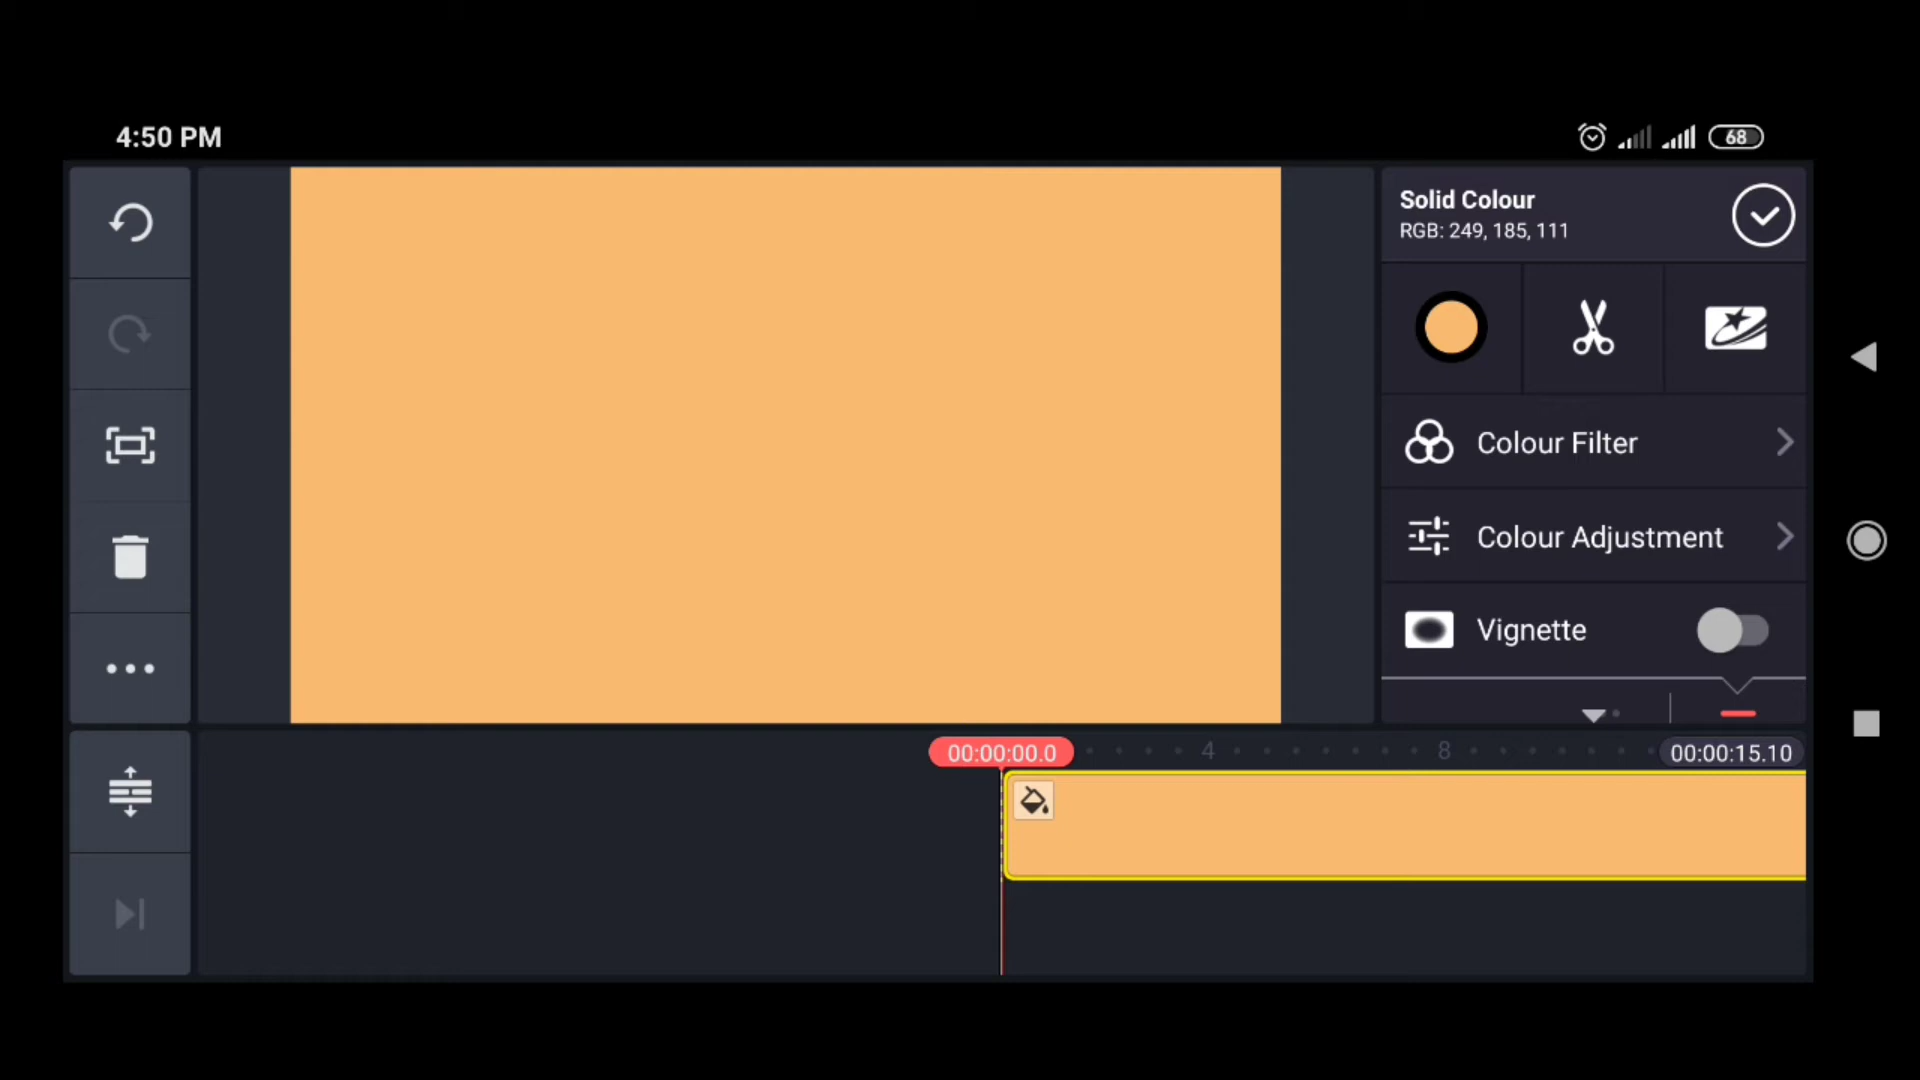 4:50 PM
68
Solid Colour
RGB: 249, 185, 111
Colour Filter
Colour Adjustment
Vignette
00:00:00.0
4
8
00:00:15.10